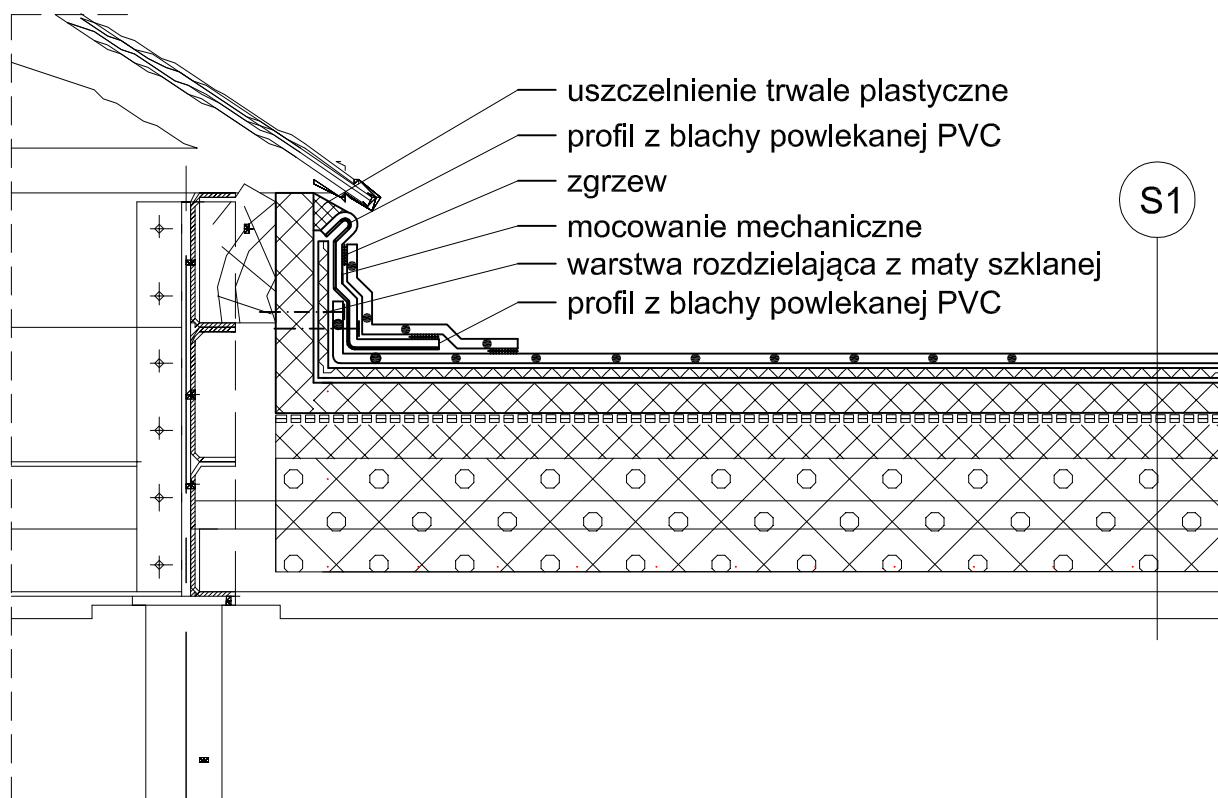 uszczelnienie trwale plastyczne
profil z blachy powlekanej PVC
zgrzew
mocowanie mechaniczne
warstwa rozdzielająca z maty szklanej
profil z blachy powlekanej PVC
S1